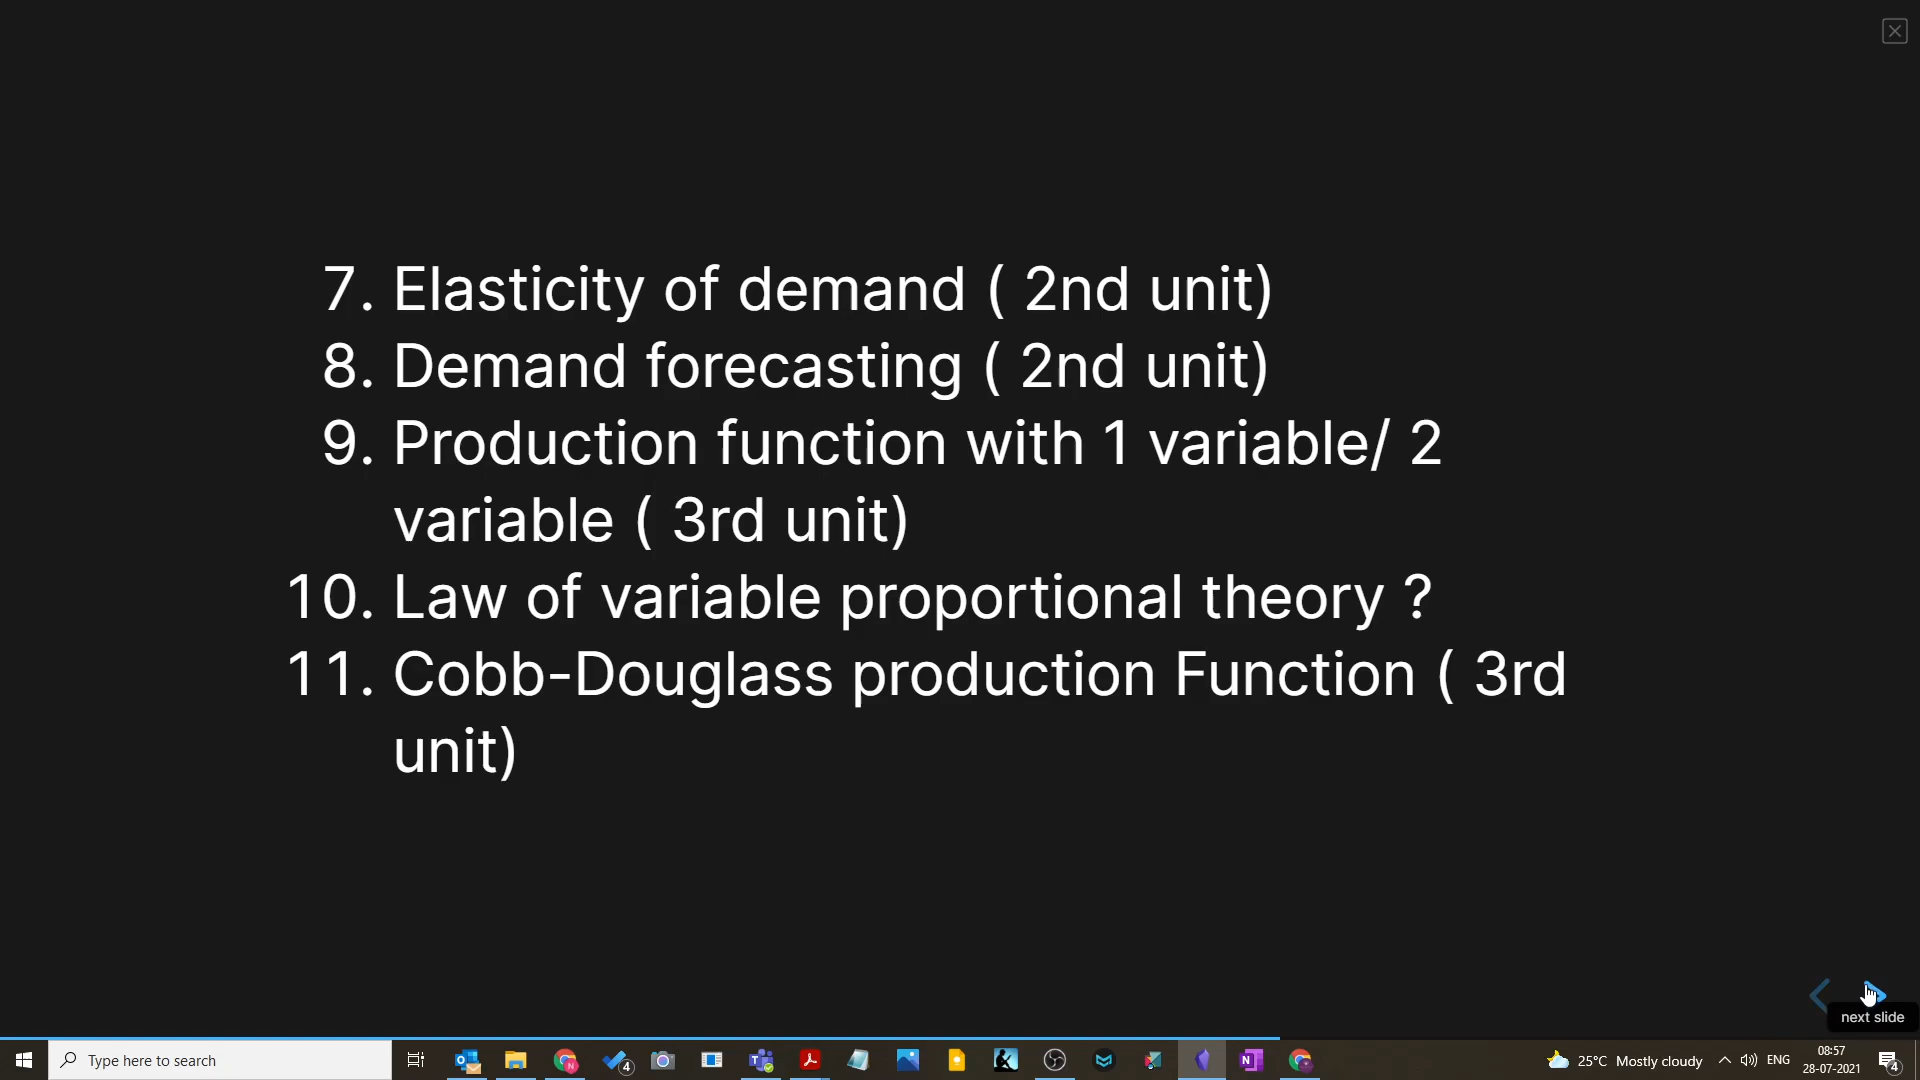 7. Elasticity of demand ( 2nd unit)
8. Demand forecasting ( 2nd unit)
9. Production function with 1 variable/ 2
variable ( 3rd unit)
10. Law of variable proportional theory ?
11. Cobb-Douglass production Function ( 3rd
unit)
next slide
Type here to search
4
N
T
N
25°C Mostly cloudy
ENG
08:57
28-07-2021
4